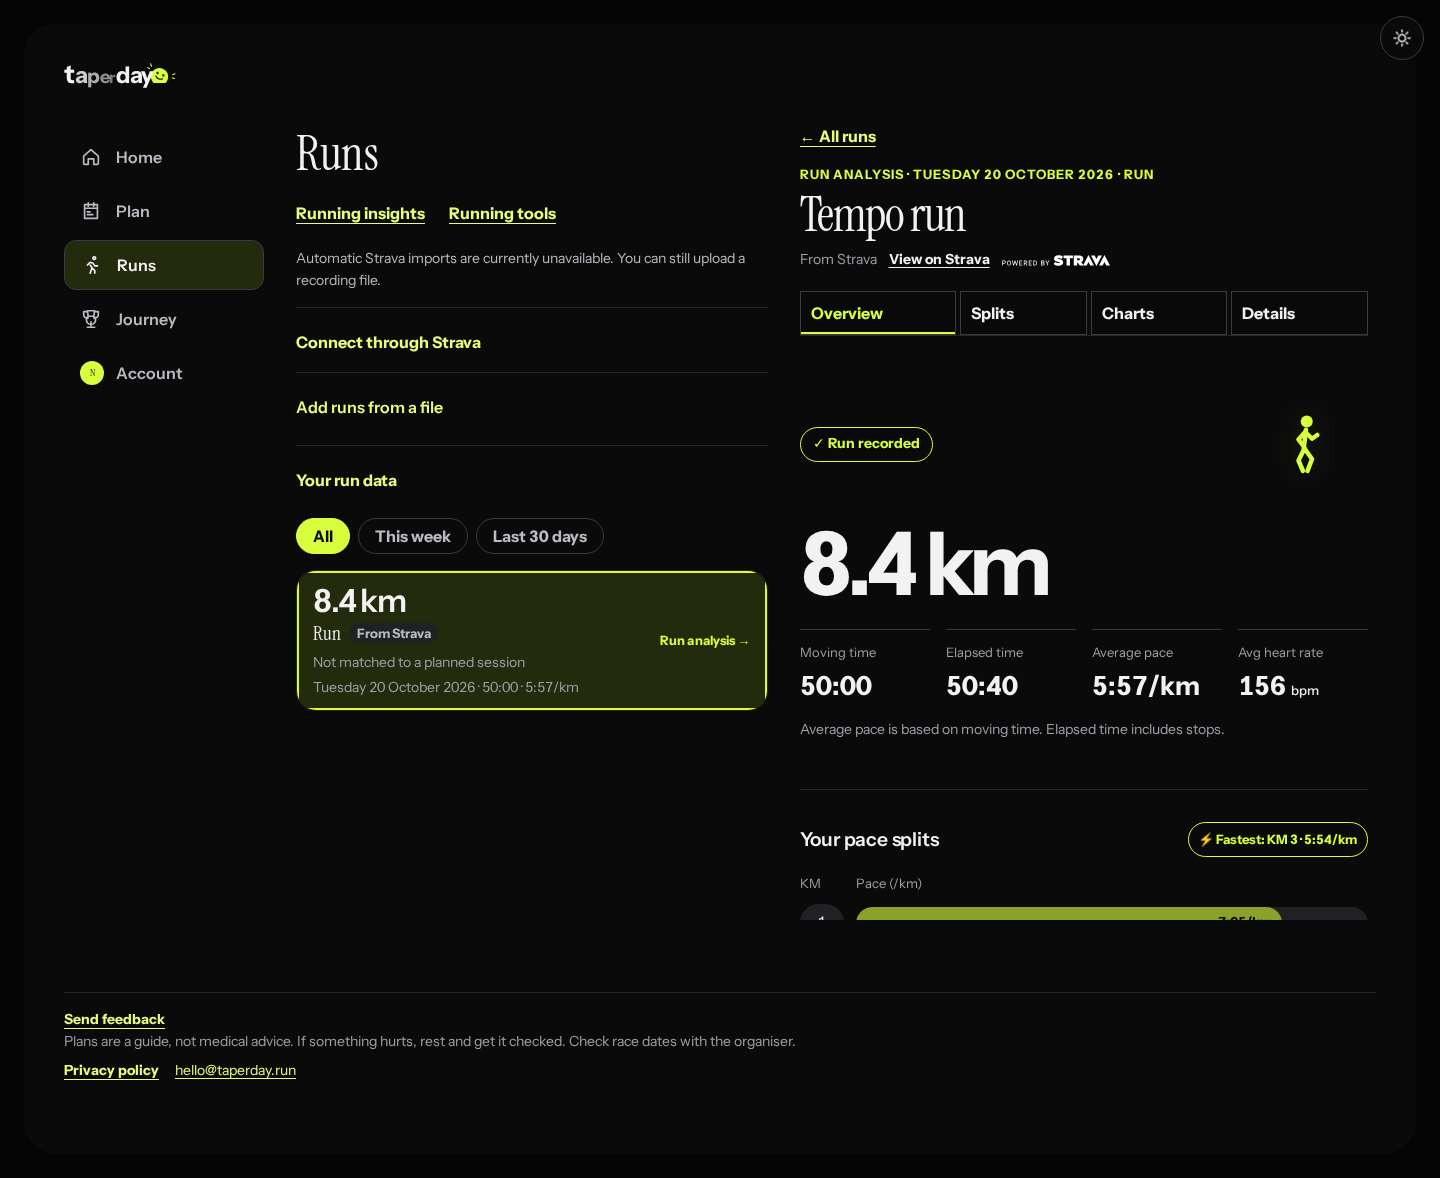 taperday
Home
Plan
Runs
Journey
N
Account
Runs
Running insights
Running tools
Automatic Strava imports are currently unavailable. You can still upload a
recording file.
Connect through Strava
Add runs from a file
Your run data
All
This week
Last 30 days
8.4 km
Run
From Strava
Run analysis →
Not matched to a planned session
Tuesday 20 October 2026 · 50:00 · 5:57/km
← All runs
RUN ANALYSIS · TUESDAY 20 OCTOBER 2026 · RUN
Tempo run
From Strava View on Strava POWERED BY STRAVA
Overview
Splits
Charts
Details
✓ Run recorded
8.4 km
Moving time
50:00
Elapsed time
50:40
Average pace
5:57/km
Avg heart rate
156 bpm
Average pace is based on moving time. Elapsed time includes stops.
Your pace splits
⚡ Fastest: KM 3 · 5:54/km
KM Pace (/km)
Send feedback
Plans are a guide, not medical advice. If something hurts, rest and get it checked. Check race dates with the organiser.
Privacy policy hello@taperday.run